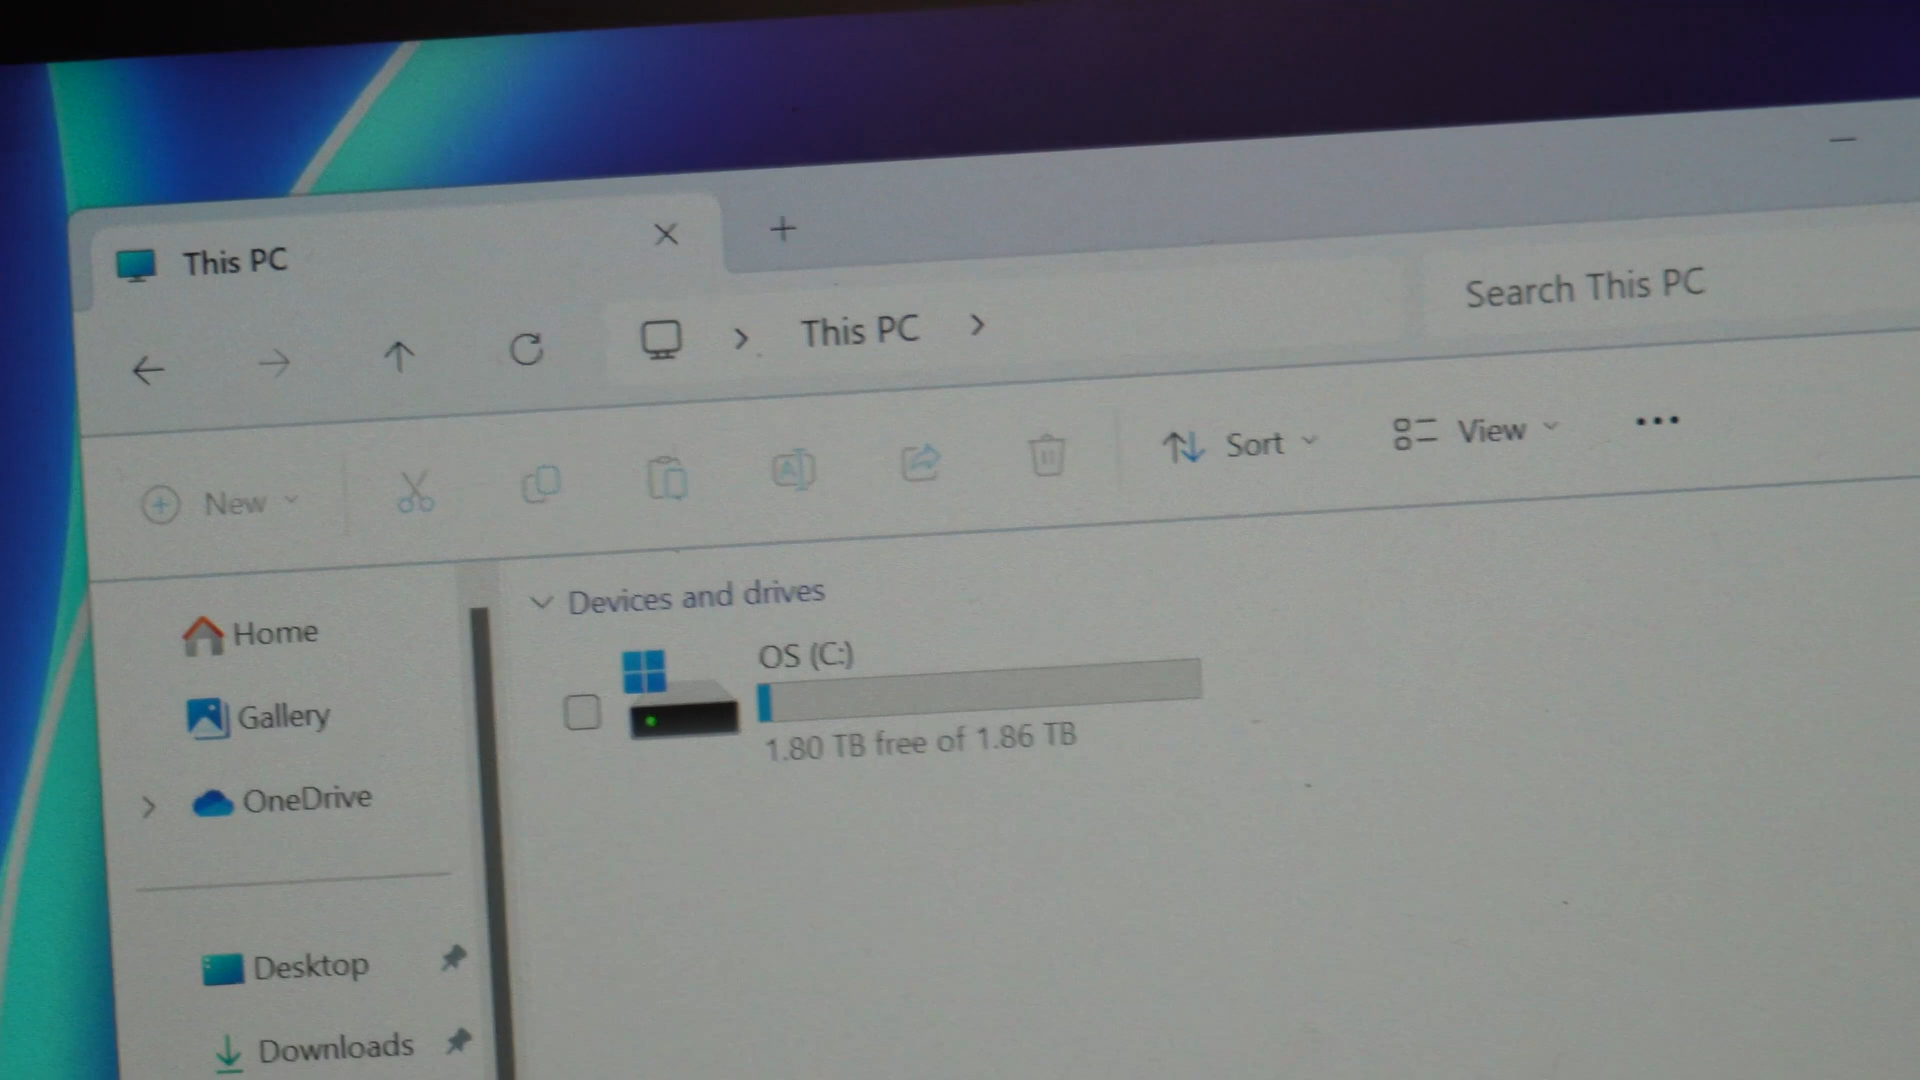 This PC
This PC
Search This PC
New
Sort
View
Home
Gallery
OneDrive
Desktop
Downloads
Devices and drives
OS (C:)
1.80 TB free of 1.86 TB